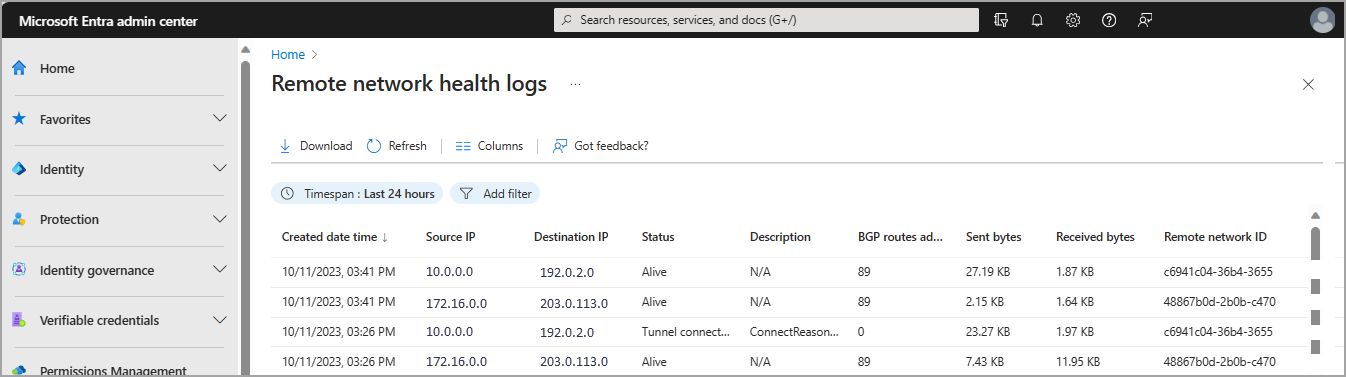 Microsoft Entra admin center
Search resources, services, and docs (G+/)
Home
Favorites
Identity
Protection
Identity governance
Verifiable credentials
Permissions Management
Home >
Remote network health logs ...
Download Refresh Columns Got feedback?
Timespan : Last 24 hours Add filter
Created date time ↓ Source IP Destination IP Status Description BGP routes ad... Sent bytes Received bytes Remote network ID
10/11/2023, 03:41 PM 10.0.0.0 192.0.2.0 Alive N/A 89 27.19 KB 1.87 KB c6941c04-36b4-3655
10/11/2023, 03:41 PM 172.16.0.0 203.0.113.0 Alive N/A 89 2.15 KB 1.64 KB 48867b0d-2b0b-c470
10/11/2023, 03:26 PM 10.0.0.0 192.0.2.0 Tunnel connect... ConnectReason... 0 23.27 KB 1.97 KB c6941c04-36b4-3655
10/11/2023, 03:26 PM 172.16.0.0 203.0.113.0 Alive N/A 89 7.43 KB 11.95 KB 48867b0d-2b0b-c470